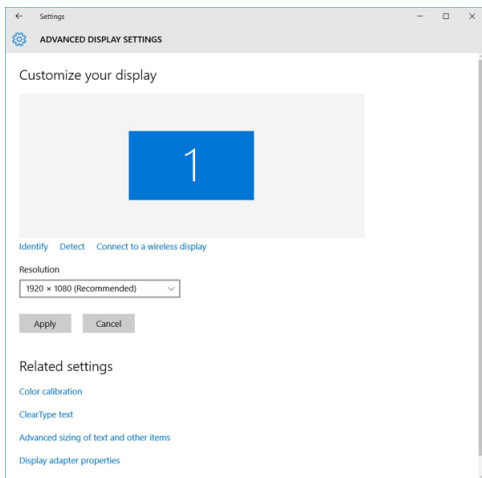 Settings
ADVANCED DISPLAY SETTINGS
Customize your display
1
Identify Detect Connect to a wireless display
Resolution
1920 × 1080 (Recommended)
Apply Cancel
Related settings
Color calibration
ClearType text
Advanced sizing of text and other items
Display adapter properties